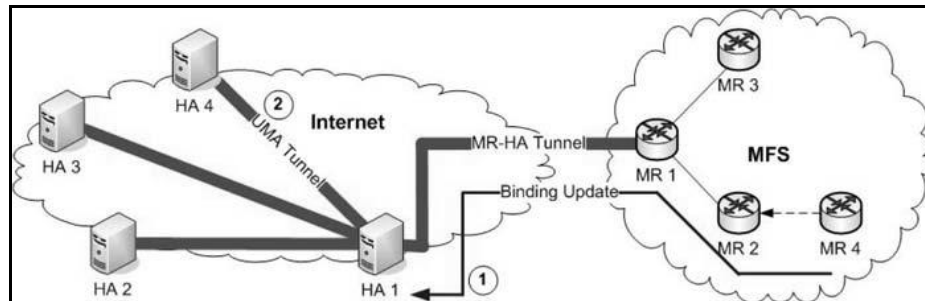 HA 4
2
UMA Tunnel
Internet
HA 3
MR-HA Tunnel
MR 3
MR 1
MFS
Binding Update
MR 2
MR 4
HA 2
HA 1
1